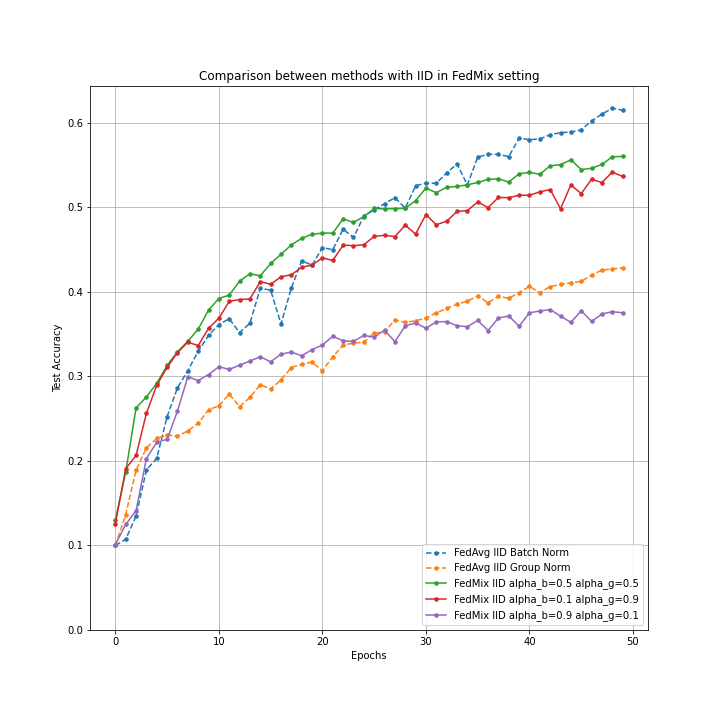 Comparison between methods with IID in FedMix setting
Test Accuracy
0.6
0.5
0.4
0.3
0.2
0.1
0.0
FedAvg IID Batch Norm
FedAvg IID Group Norm
FedMix IID alpha_b=0.5 alpha_g=0.5
FedMix IID alpha_b=0.1 alpha_g=0.9
FedMix IID alpha_b=0.9 alpha_g=0.1
0 10 20 30 40 50
Epochs